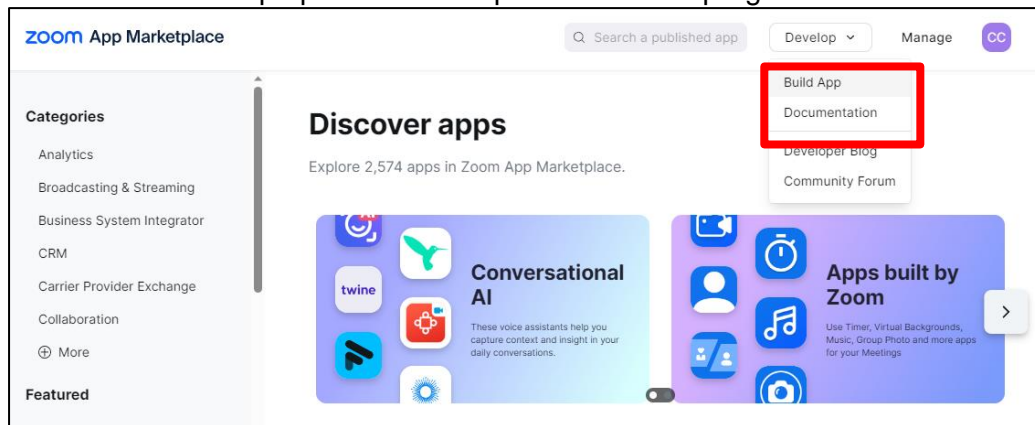 zoom App Marketplace
Search a published app
Develop
Manage
CC
Build App
Documentation
Developer Blog
Community Forum
Categories
Analytics
Broadcasting & Streaming
Business System Integrator
CRM
Carrier Provider Exchange
Collaboration
More
Featured
Discover apps
Explore 2,574 apps in Zoom App Marketplace.
twine
Conversational
AI
These voice assistants help you
capture context and insight in your
daily conversations.
Apps built by
Zoom
Use Timer, Virtual Backgrounds,
Music, Group Photo and more apps
for your Meetings